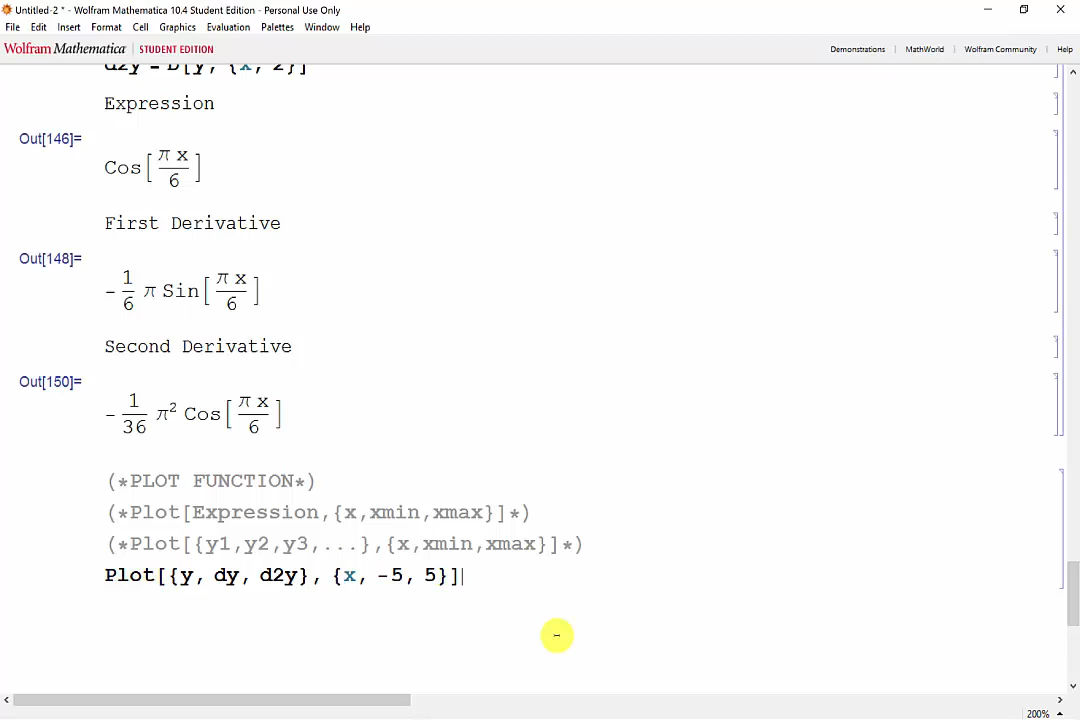 Untitled-2 * - Wolfram Mathematica 10.4 Student Edition - Personal Use Only
File Edit Insert Format Cell Graphics Evaluation Palettes Window Help
Wolfram Mathematica | STUDENT EDITION Demonstrations | MathWorld | Wolfram Community | Help
d2y = D[y, {x, 2}]
Expression
Out[146]=
Cos[π x/6]
First Derivative
Out[148]=
-1/6 π Sin[π x/6]
Second Derivative
Out[150]=
-1/36 π² Cos[π x/6]
(*PLOT FUNCTION*)
(*Plot[Expression,{x,xmin,xmax}]*)
(*Plot[{y1,y2,y3,...},{x,xmin,xmax}]*)
Plot[{y, dy, d2y}, {x, -5, 5}]
200%